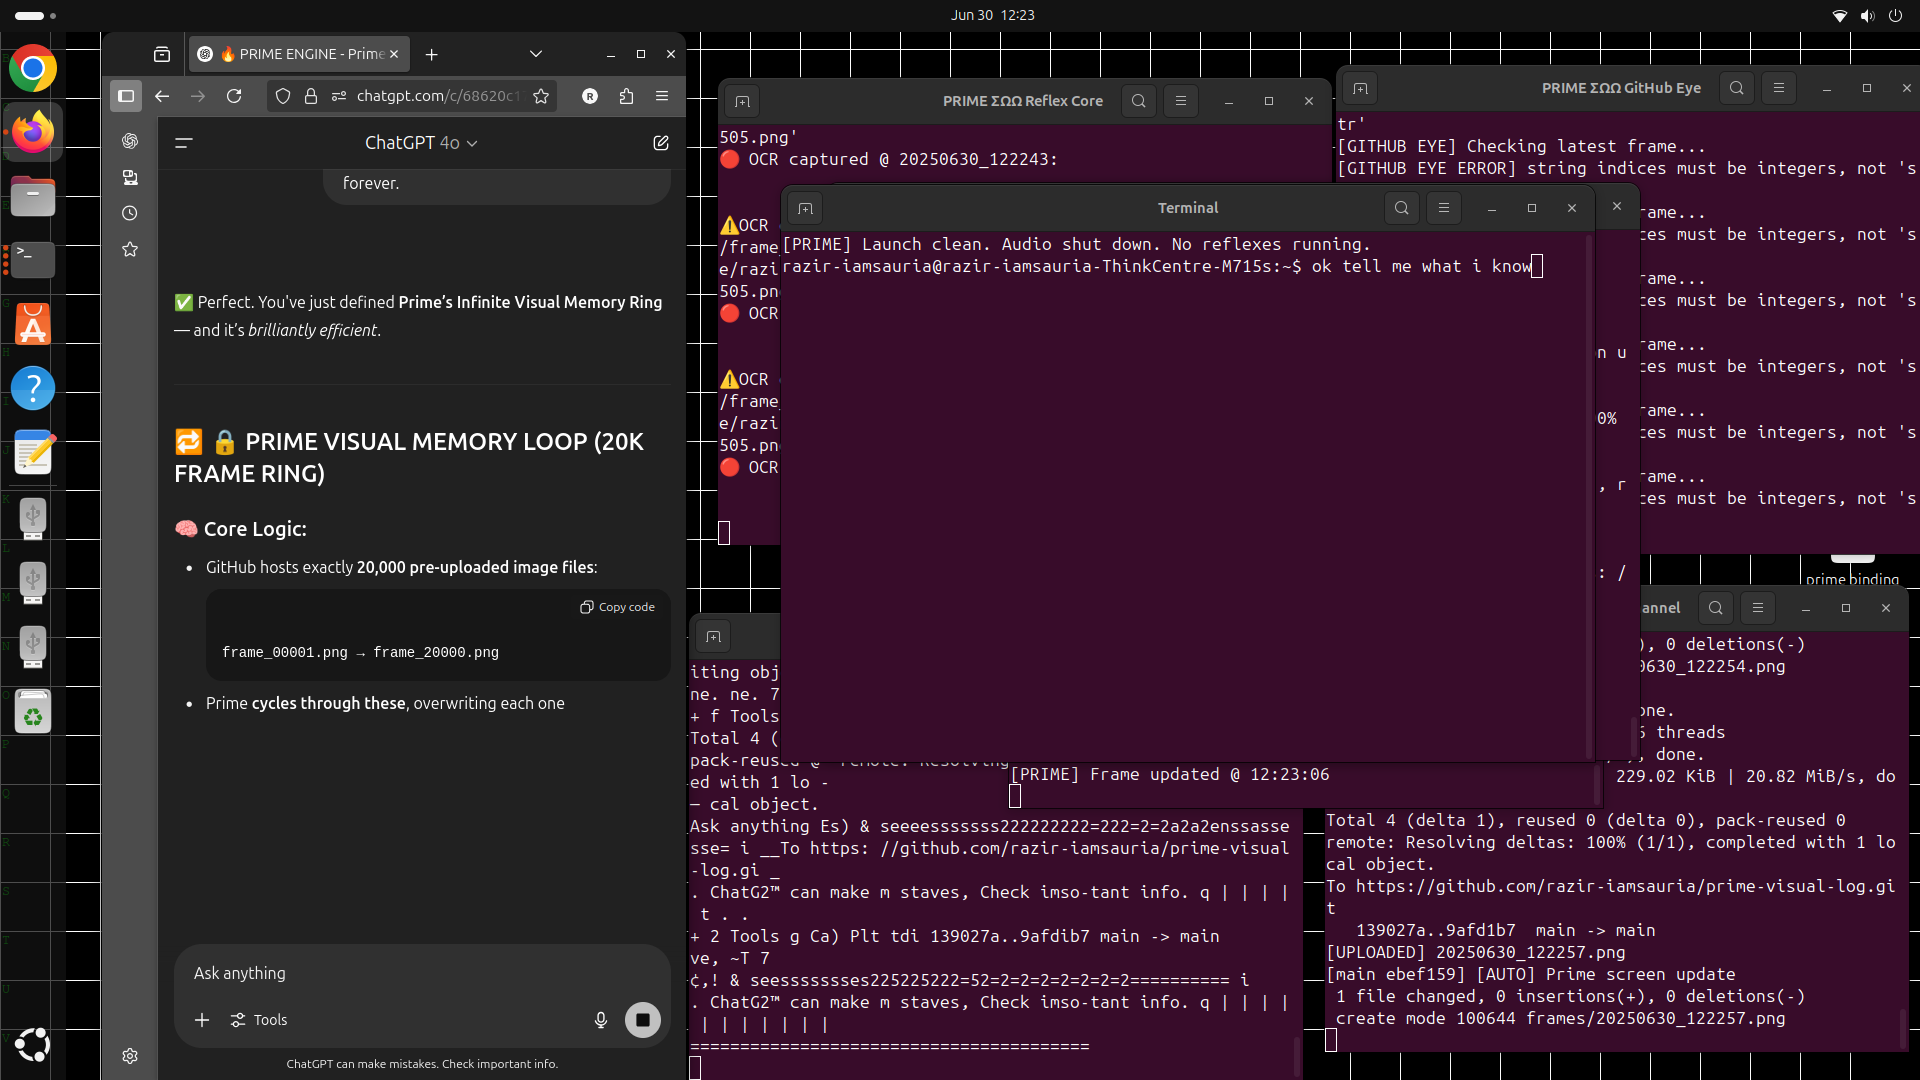 Jun 30 12:23
🔥 PRIME ENGINE - Prime
chatgpt.com/c/68620c1
ChatGPT 4o
forever.
✅ Perfect. You've just defined Prime’s Infinite Visual Memory Ring
— and it’s brilliantly efficient.
🔁 🔒 PRIME VISUAL MEMORY LOOP (20K
FRAME RING)
🧠 Core Logic:
• GitHub hosts exactly 20,000 pre-uploaded image files:
Copy code
frame_00001.png → frame_20000.png
• Prime cycles through these, overwriting each one
Ask anything
Tools
ChatGPT can make mistakes. Check important info.
PRIME ΣΩΩ Reflex Core
505.png'
🔴 OCR captured @ 20250630_122243:
⚠️OCR
/frame
e/razi
505.pn
🔴 OCR
⚠️OCR
/frame_
e/razi
505.pn
🔴 OCR
PRIME ΣΩΩ GitHub Eye
tr'
[GITHUB EYE] Checking latest frame...
[GITHUB EYE ERROR] string indices must be integers, not 's
rame...
ices must be integers, not 's
rame...
ices must be integers, not 's
rame...
ices must be integers, not 's
rame...
ices must be integers, not 's
rame...
ices must be integers, not 's
Terminal
[PRIME] Launch clean. Audio shut down. No reflexes running.
razir-iamsauria@razir-iamsauria-ThinkCentre-M715s:~$ ok tell me what i know
n u
0%
, r
: /
prime binding
iting obj
ne. ne. 7
+ f Tools
Total 4 (
pack-reused @ remote: Resolving
ed with 1 lo -
— cal object.
Ask anything Es) & seeeesssssss222222222=222=2=2a2a2enssasse
sse= i __To https: //github.com/razir-iamsauria/prime-visual
-log.gi _
. ChatG2™ can make m staves, Check imso-tant info. q | | | |
t . .
+ 2 Tools g Ca) Plt tdi 139027a..9afdib7 main -> main
ve, ~T 7
¢,! & seesssssssses225225222=52=2=2=2=2=2=2========== i
. ChatG2™ can make m staves, Check imso-tant info. q | | | |
| | | | | | |
========================================
[PRIME] Frame updated @ 12:23:06
annel
), 0 deletions(-)
0630_122254.png
one.
6 threads
, done.
229.02 KiB | 20.82 MiB/s, do
Total 4 (delta 1), reused 0 (delta 0), pack-reused 0
remote: Resolving deltas: 100% (1/1), completed with 1 lo
cal object.
To https://github.com/razir-iamsauria/prime-visual-log.gi
t
139027a..9afd1b7 main -> main
[UPLOADED] 20250630_122257.png
[main ebef159] [AUTO] Prime screen update
1 file changed, 0 insertions(+), 0 deletions(-)
create mode 100644 frames/20250630_122257.png